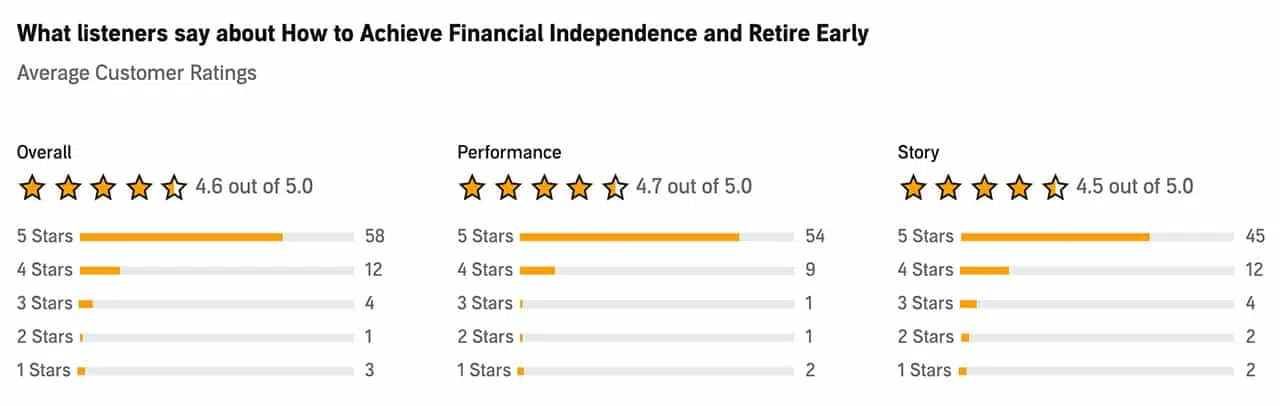 What listeners say about How to Achieve Financial Independence and Retire Early
Average Customer Ratings
Overall
4.6 out of 5.0
5 Stars 58
4 Stars 12
3 Stars 4
2 Stars 1
1 Stars 3
Performance
4.7 out of 5.0
5 Stars 54
4 Stars 9
3 Stars 1
2 Stars 1
1 Stars 2
Story
4.5 out of 5.0
5 Stars 45
4 Stars 12
3 Stars 4
2 Stars 2
1 Stars 2